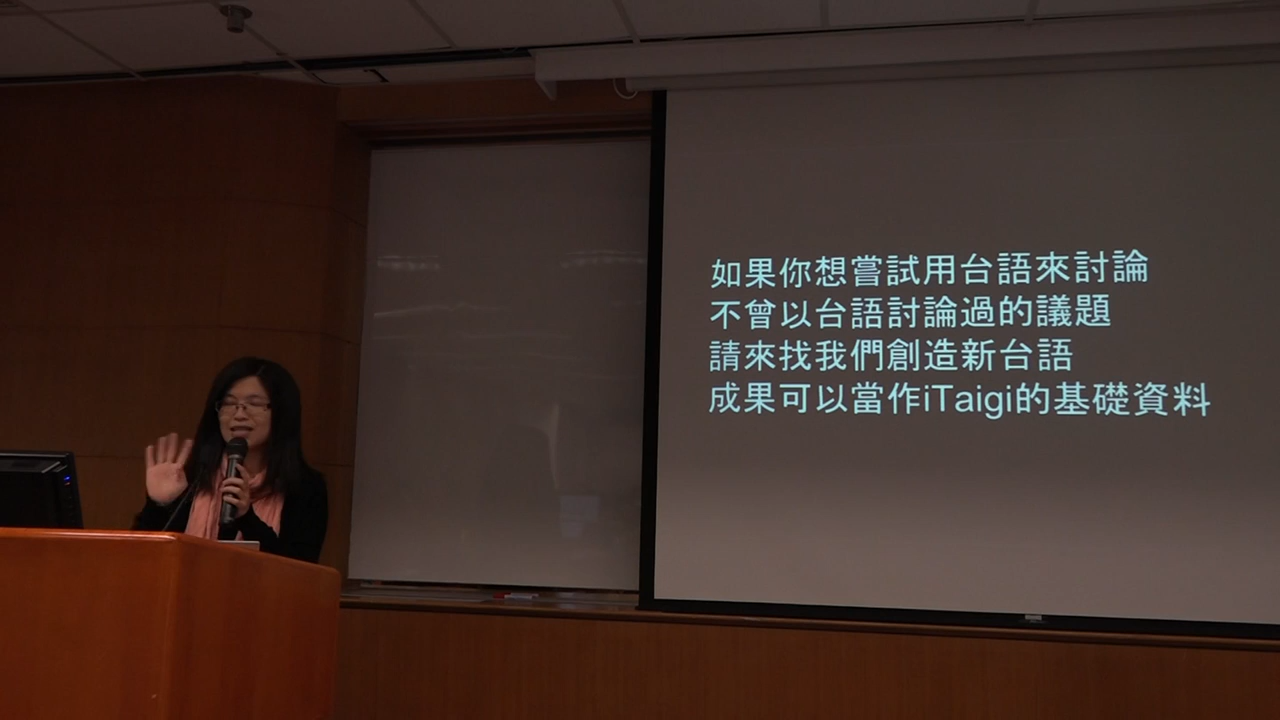 如果你想嘗試用台語來討論
不曾以台語討論過的議題
請來找我們創造新台語
成果可以當作iTaigi的基礎資料